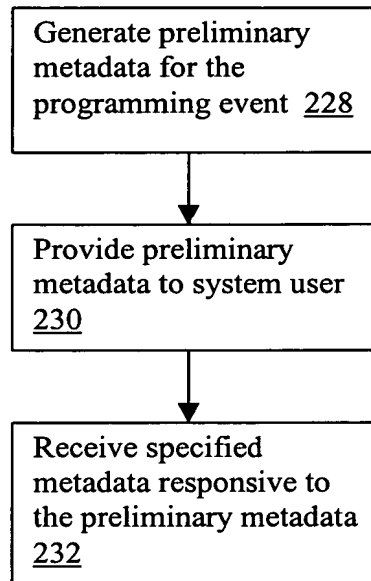 Generate preliminary
metadata for the
programming event 228
Provide preliminary
metadata to system user
230
Receive specified
metadata responsive to
the preliminary metadata
232